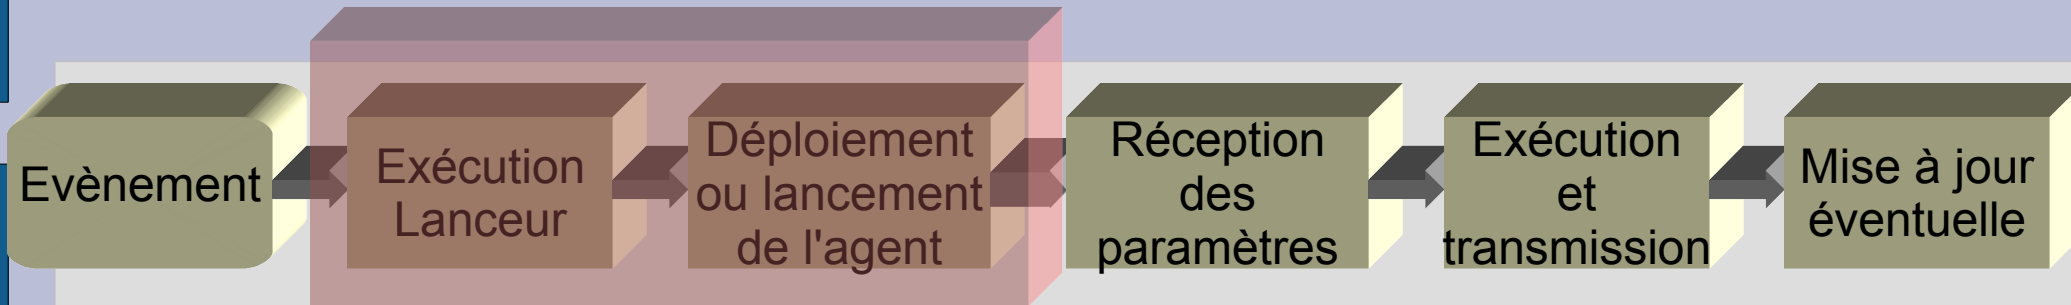 Evènement
Exécution
Lanceur
Déploiement
ou lancement
de l'agent
Réception
des
paramètres
Exécution
et
transmission
Mise à jour
éventuelle